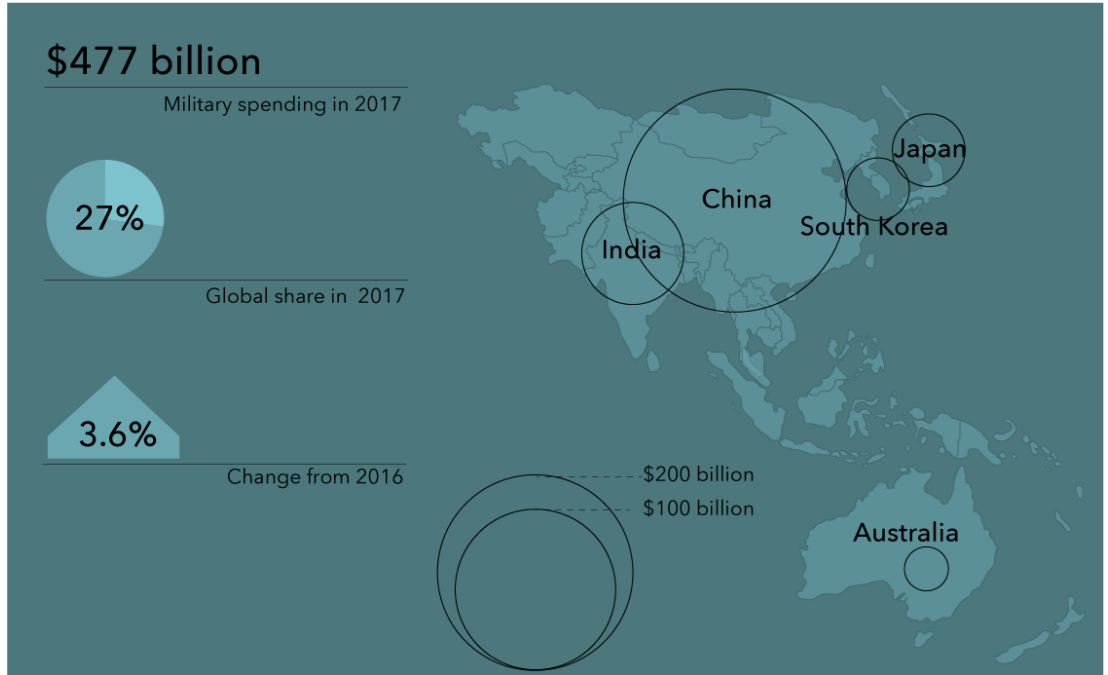 $477 billion
Military spending in 2017
27%
Global share in  2017
3.6%
Change from 2016
Japan
China
South Korea
India
$200 billion
$100 billion
Australia